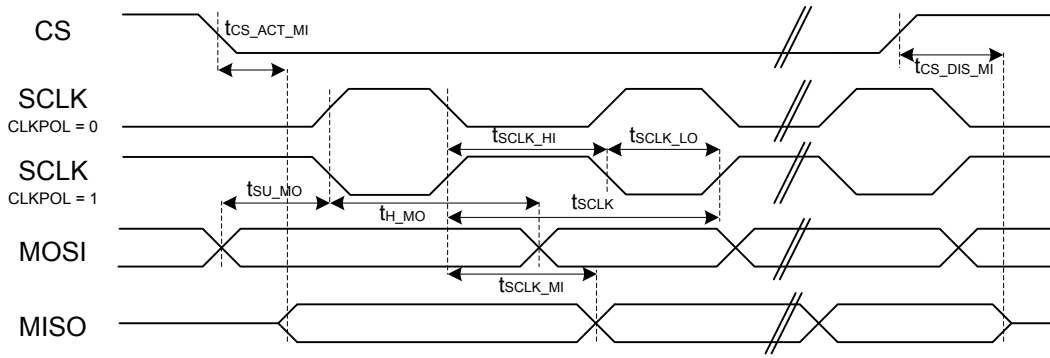 CS
tCS_ACT_MI
tCS_DIS_MI
SCLK
CLKPOL = 0
tSCLK_HI
tSCLK_LO
SCLK
CLKPOL = 1
tSU_MO
tH_MO
tSCLK
MOSI
tSCLK_MI
MISO